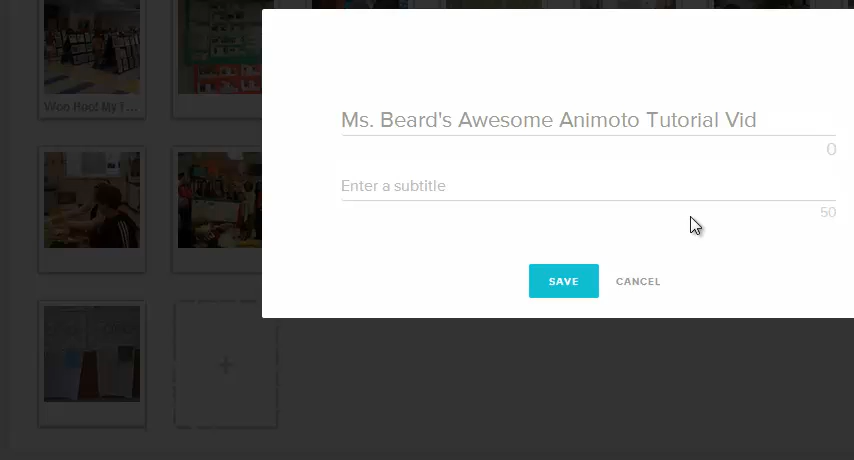 Woo Hoo! My F...
Ms. Beard's Awesome Animoto Tutorial Vid
0
Enter a subtitle
50
SAVE CANCEL